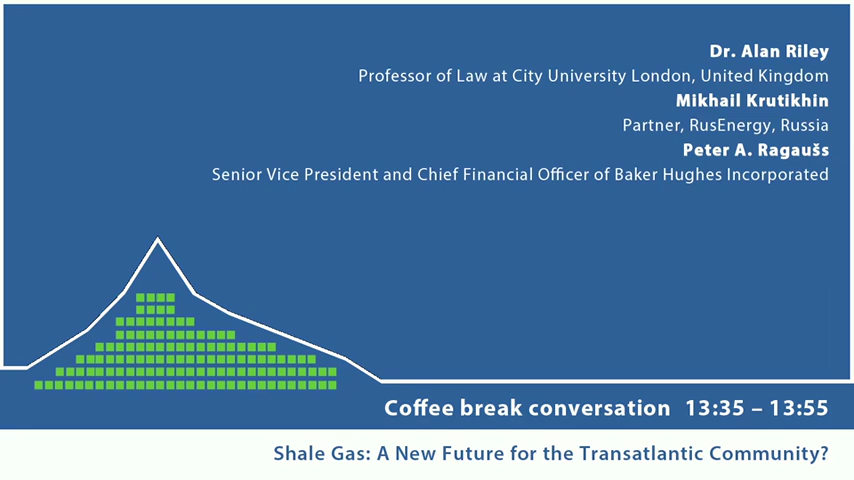 Dr. Alan Riley
Professor of Law at City University London, United Kingdom
Mikhail Krutikhin
Partner, RusEnergy, Russia
Peter A. Ragaušs
Senior Vice President and Chief Financial Officer of Baker Hughes Incorporated
Coffee break conversation 13:35 – 13:55
Shale Gas: A New Future for the Transatlantic Community?